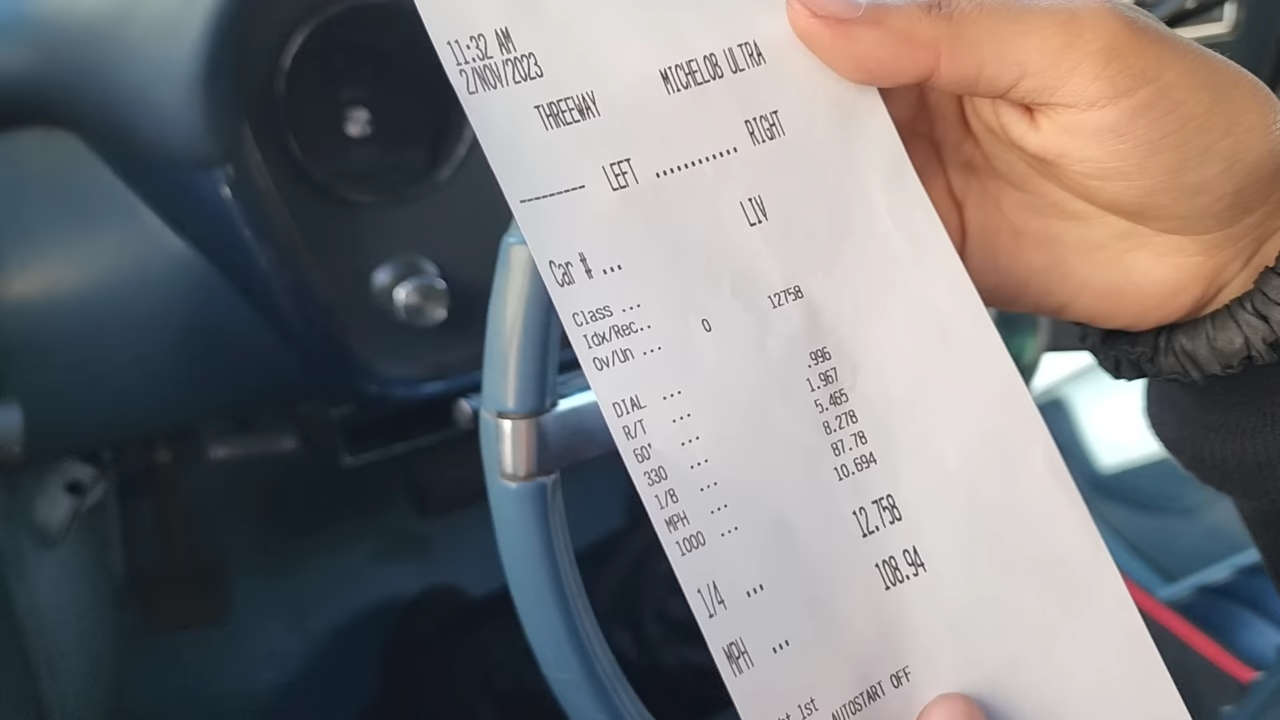 11:32 AM
2/NOV/2023
THREEWAY MICHELOB ULTRA
------ LEFT ............ RIGHT
Car # ... LIV
Class ...
Idx/Rec.. 0 12758
Ov/Un ...
DIAL ...
R/T ... .996
60' ... 1.967
330 ... 5.465
1/8 ... 8.278
MPH ... 87.78
1000 ... 10.694
1/4 ... 12.758
MPH ... 108.94
1st AUTOSTART OFF